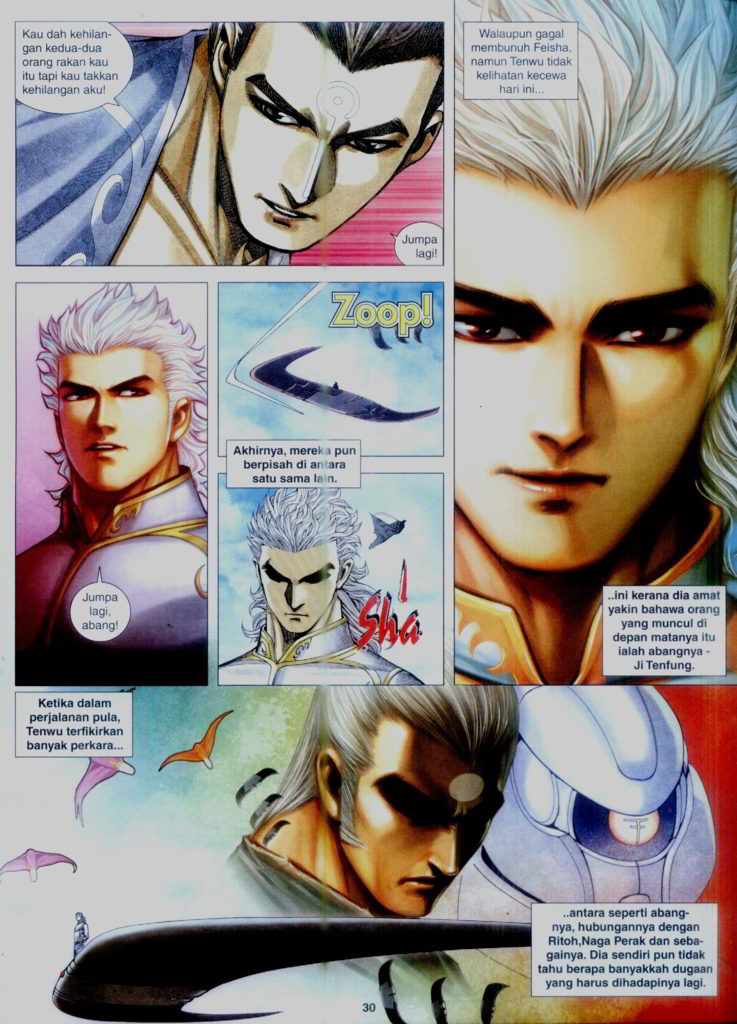 Kau dah kehilan-
gan kedua-dua
orang rakan kau
itu tapi kau takkan
kehilangan aku!
Jumpa
lagi!
Walaupun gagal
membunuh Feisha,
namun Tenwu tidak
kelihatan kecewa
hari ini...
Jumpa
lagi,
abang!
Zoop!
Akhirnya, mereka pun
berpisah di antara
satu sama lain.
Sha
..ini kerana dia amat
yakin bahawa orang
yang muncul di
depan matanya itu
ialah abangnya -
Ji Tenfung.
Ketika dalam
perjalanan pula,
Tenwu terfikirkan
banyak perkara...
..antara seperti abang-
nya, hubungannya dengan
Ritoh,Naga Perak dan seba-
gainya. Dia sendiri pun tidak
tahu berapa banyakkah dugaan
yang harus dihadapinya lagi.
30